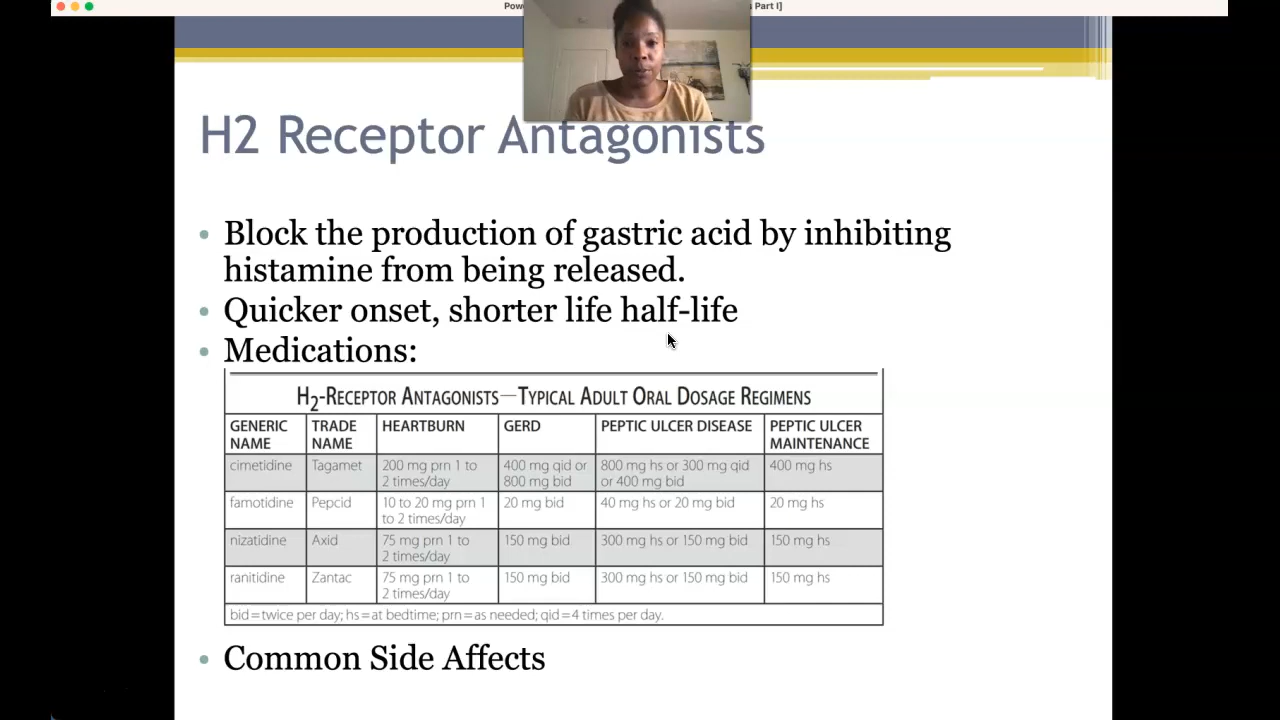 Pow
Part I]
H2 Receptor Antagonists
• Block the production of gastric acid by inhibiting
histamine from being released.
• Quicker onset, shorter life half-life
• Medications:
H2-RECEPTOR ANTAGONISTS—TYPICAL ADULT ORAL DOSAGE REGIMENS
GENERIC NAME TRADE NAME HEARTBURN GERD PEPTIC ULCER DISEASE PEPTIC ULCER MAINTENANCE
cimetidine Tagamet 200 mg prn 1 to 2 times/day 400 mg qid or 800 mg bid 800 mg hs or 300 mg qid or 400 mg bid 400 mg hs
famotidine Pepcid 10 to 20 mg prn 1 to 2 times/day 20 mg bid 40 mg hs or 20 mg bid 20 mg hs
nizatidine Axid 75 mg prn 1 to 2 times/day 150 mg bid 300 mg hs or 150 mg bid 150 mg hs
ranitidine Zantac 75 mg prn 1 to 2 times/day 150 mg bid 300 mg hs or 150 mg bid 150 mg hs
bid=twice per day; hs=at bedtime; prn=as needed; qid=4 times per day.
• Common Side Affects